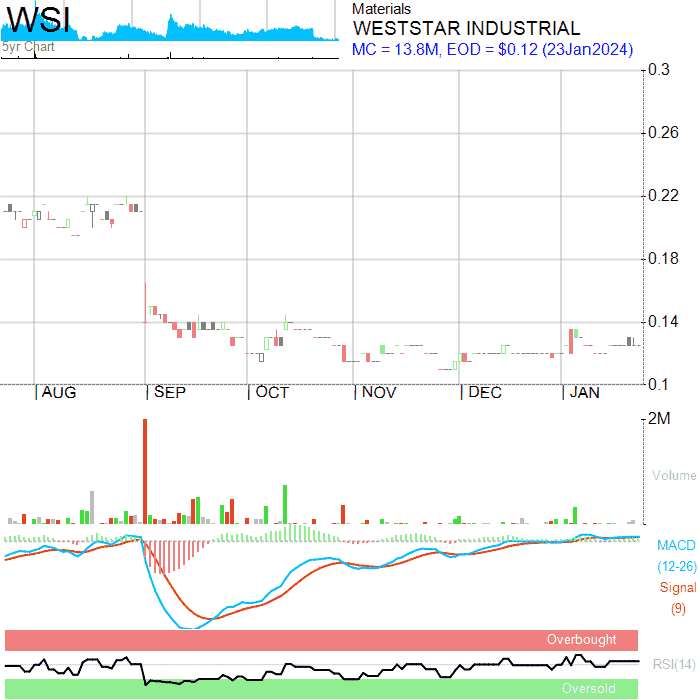 WSI
5yr Chart
Materials
WESTSTAR INDUSTRIAL
MC = 13.8M, EOD = $0.12 (23Jan2024)
0.3
0.26
0.22
0.18
0.14
0.1
AUG SEP OCT NOV DEC JAN
2M
Volume
MACD
(12-26)
Signal
(9)
Overbought
RSI(14)
Oversold